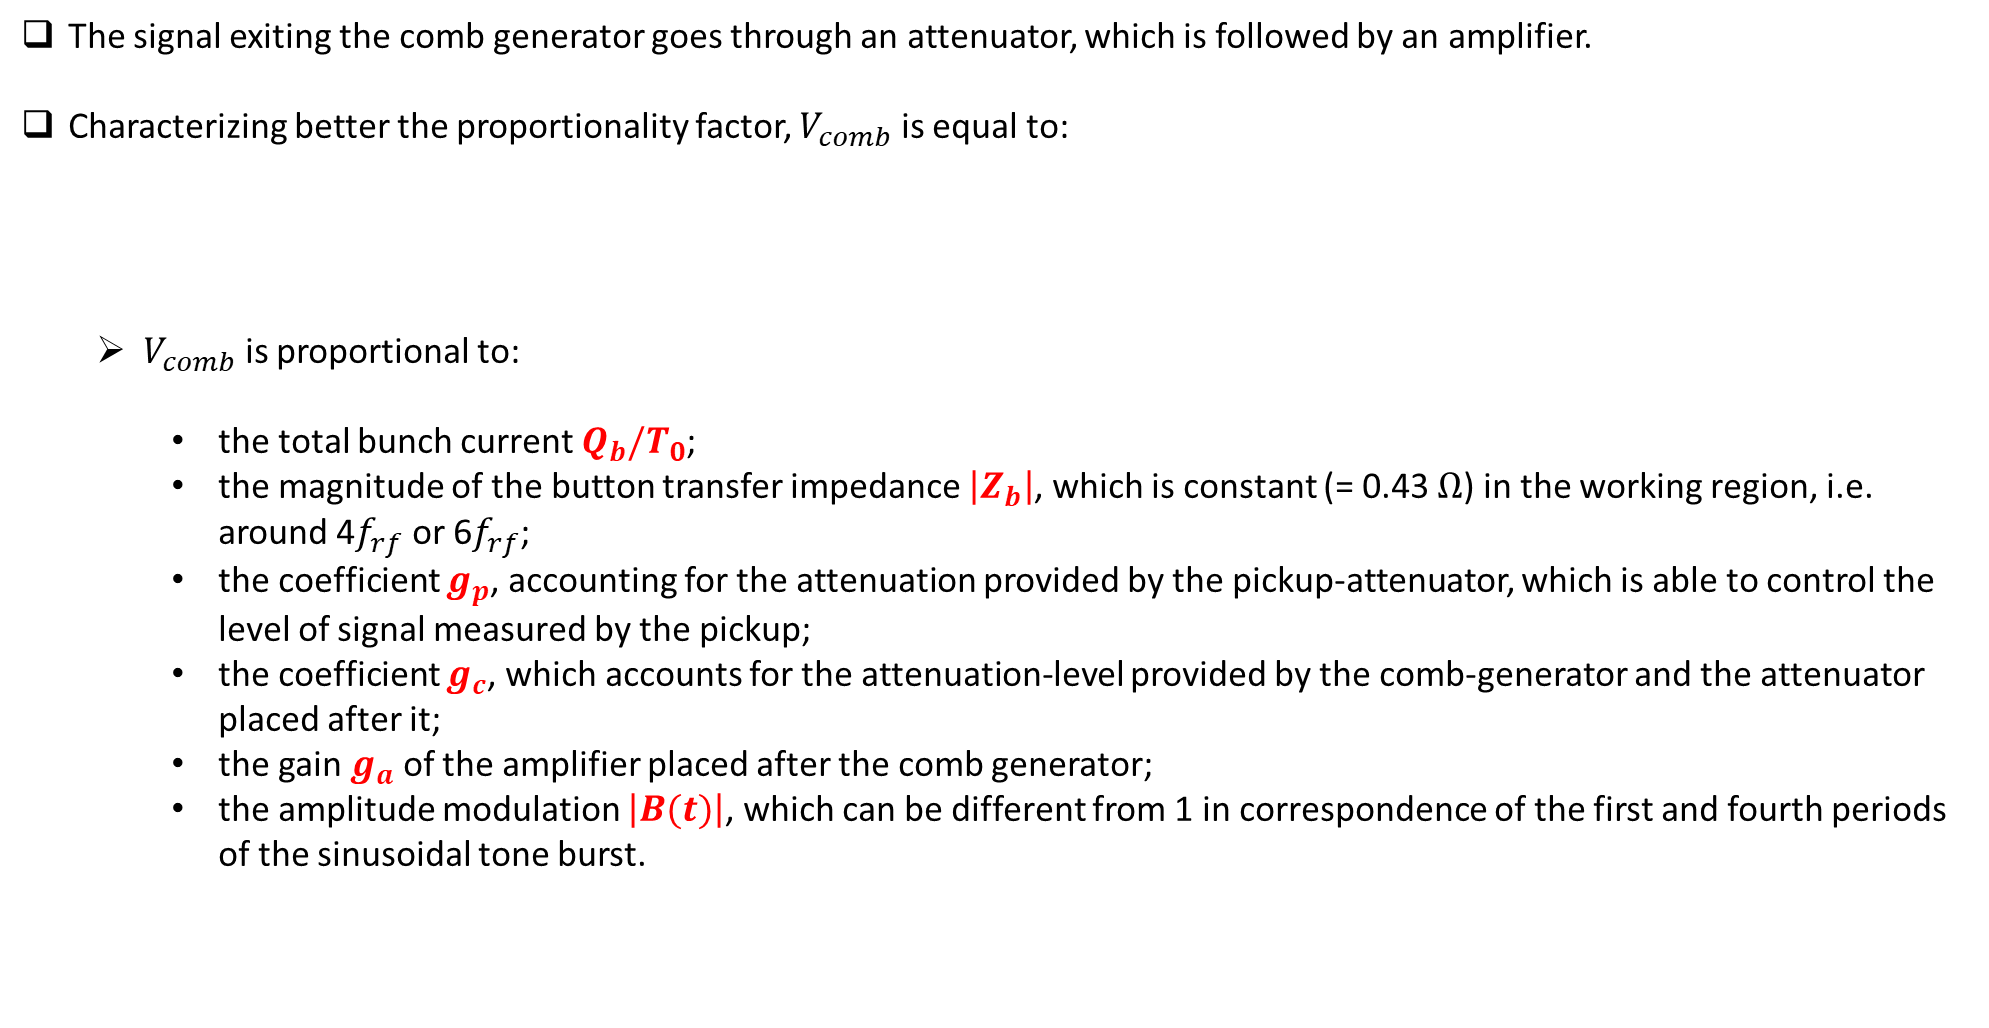 ❑ The signal exiting the comb generator goes through an attenuator, which is followed by an amplifier.
❑ Characterizing better the proportionality factor, V_comb is equal to:
➢ V_comb is proportional to:
• the total bunch current Q_b/T_0;
• the magnitude of the button transfer impedance |Z_b|, which is constant (= 0.43 Ω) in the working region, i.e.
around 4f_rf or 6f_rf;
• the coefficient g_p, accounting for the attenuation provided by the pickup-attenuator, which is able to control the
level of signal measured by the pickup;
• the coefficient g_c, which accounts for the attenuation-level provided by the comb-generator and the attenuator
placed after it;
• the gain g_a of the amplifier placed after the comb generator;
• the amplitude modulation |B(t)|, which can be different from 1 in correspondence of the first and fourth periods
of the sinusoidal tone burst.